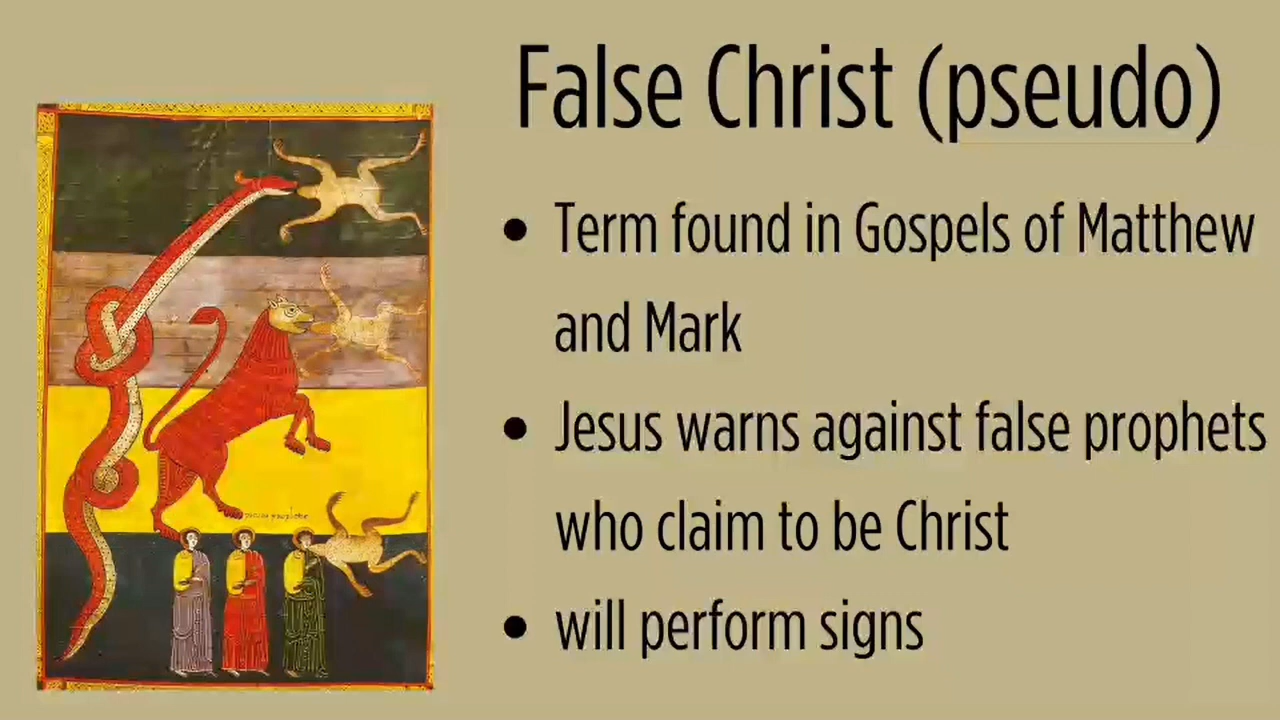 False Christ (pseudo)
• Term found in Gospels of Matthew
and Mark
• Jesus warns against false prophets
who claim to be Christ
• will perform signs